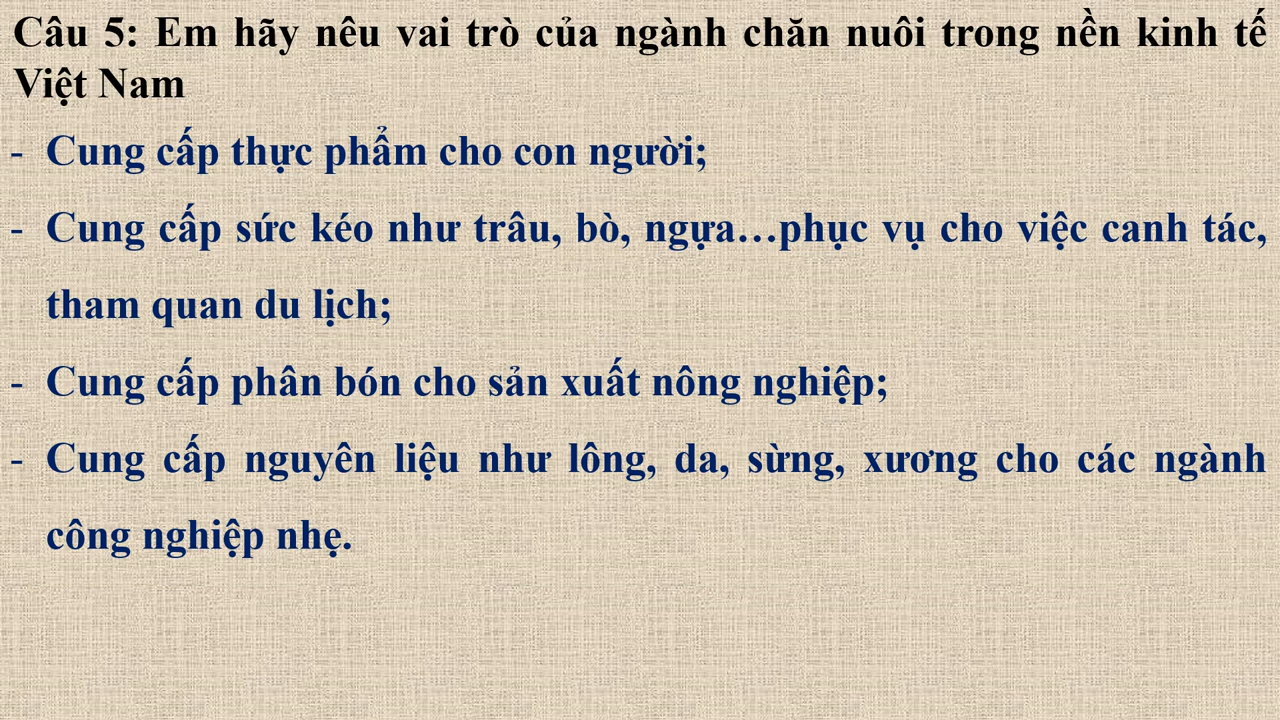 Câu 5: Em hãy nêu vai trò của ngành chăn nuôi trong nền kinh tế
Việt Nam
- Cung cấp thực phẩm cho con người;
- Cung cấp sức kéo như trâu, bò, ngựa…phục vụ cho việc canh tác,
tham quan du lịch;
- Cung cấp phân bón cho sản xuất nông nghiệp;
- Cung cấp nguyên liệu như lông, da, sừng, xương cho các ngành
công nghiệp nhẹ.